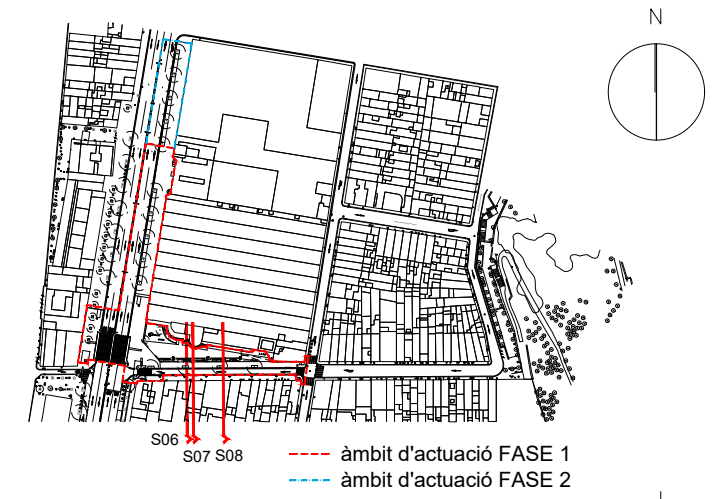 N
S06
S07 S08
àmbit d'actuació FASE 1
àmbit d'actuació FASE 2